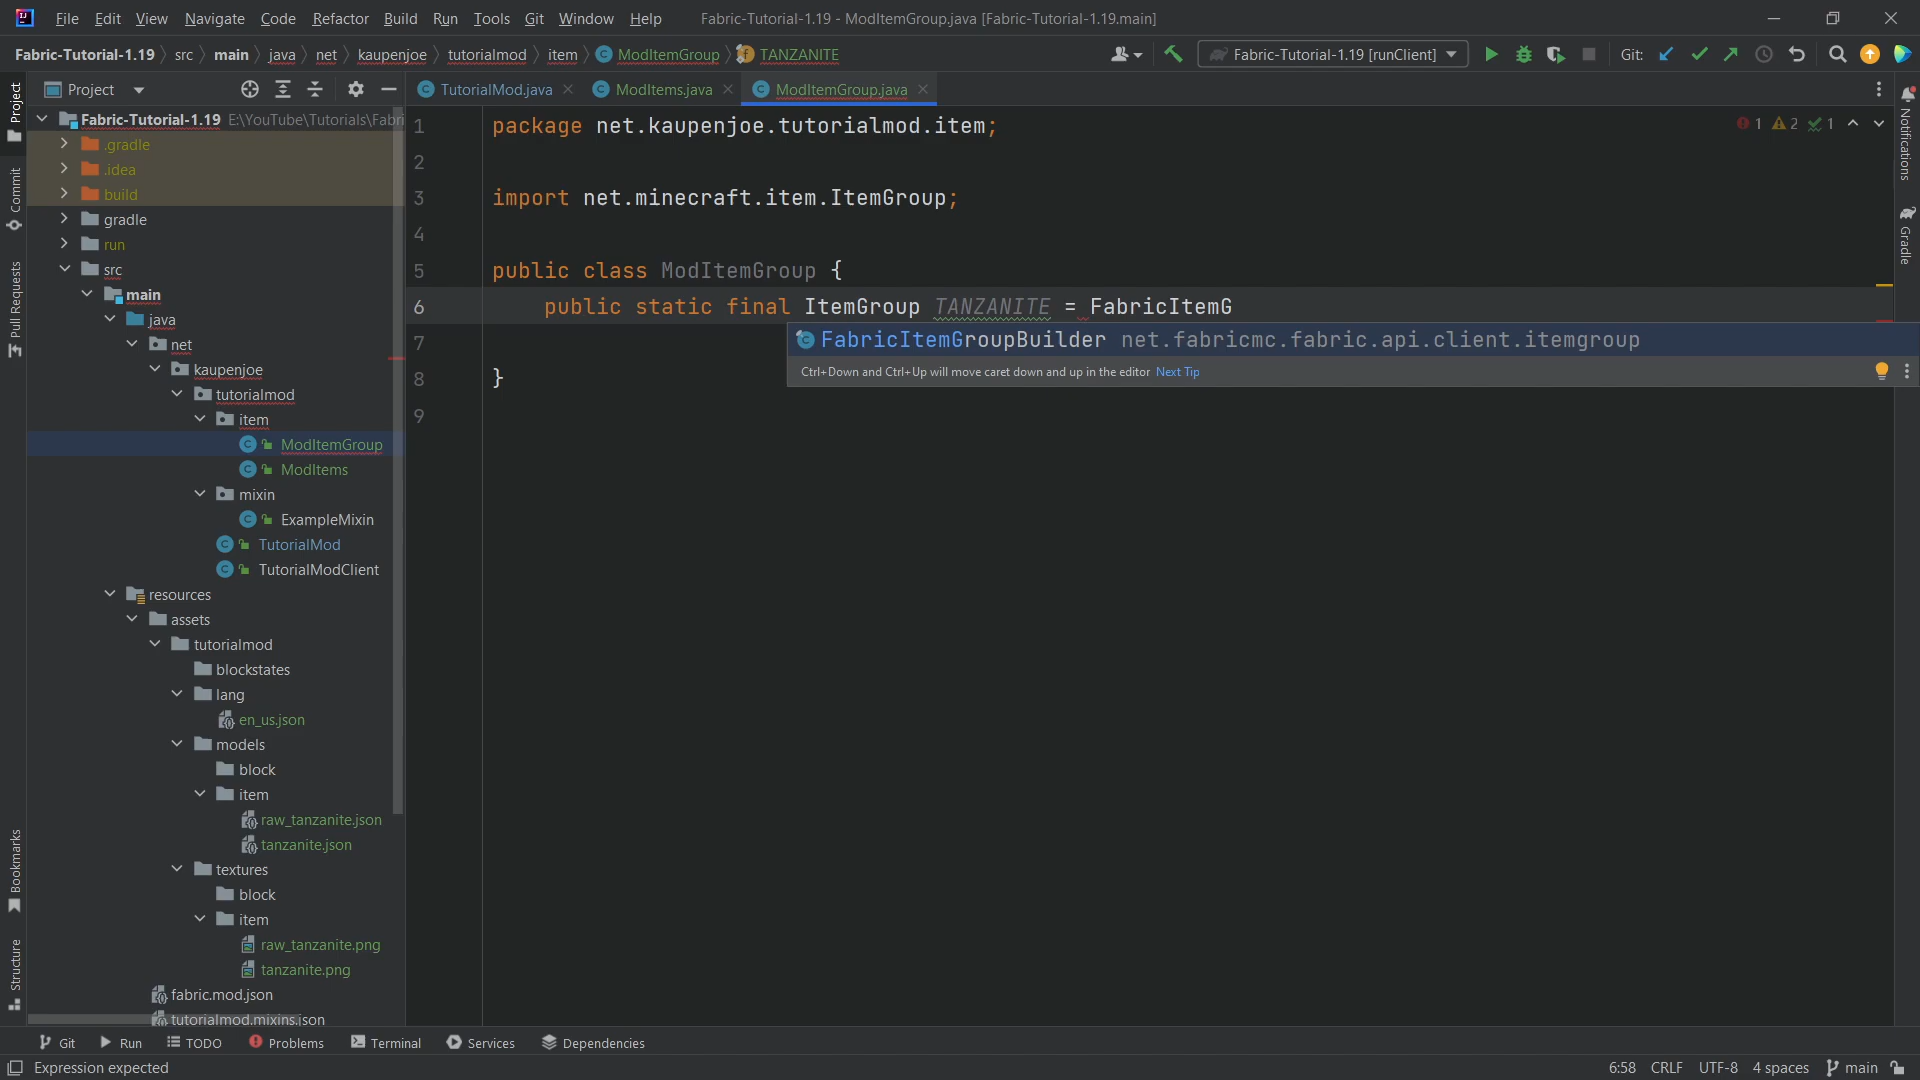 File Edit View Navigate Code Refactor Build Run Tools Git Window Help Fabric-Tutorial-1.19 - ModItemGroup.java [Fabric-Tutorial-1.19.main]
Fabric-Tutorial-1.19 src main java net kaupenjoe tutorialmod item ModItemGroup TANZANITE Fabric-Tutorial-1.19 [runClient] Git:
Project TutorialMod.java ModItems.java ModItemGroup.java
Fabric-Tutorial-1.19 E:\YouTube\Tutorials\Fabri
.gradle
.idea
build
gradle
run
src
main
java
net
kaupenjoe
tutorialmod
item
ModItemGroup
ModItems
mixin
ExampleMixin
TutorialMod
TutorialModClient
resources
assets
tutorialmod
blockstates
lang
en_us.json
models
block
item
raw_tanzanite.json
tanzanite.json
textures
block
item
raw_tanzanite.png
tanzanite.png
fabric.mod.json
tutorialmod.mixins.json
1 package net.kaupenjoe.tutorialmod.item;
2
3 import net.minecraft.item.ItemGroup;
4
5 public class ModItemGroup {
6 public static final ItemGroup TANZANITE = FabricItemG
7
8 }
9
FabricItemGroupBuilder net.fabricmc.fabric.api.client.itemgroup
Ctrl+Down and Ctrl+Up will move caret down and up in the editor Next Tip
1 2 1
Project
Commit
Pull Requests
Bookmarks
Structure
Notifications
Gradle
Git Run TODO Problems Terminal Services Dependencies
Expression expected 6:58 CRLF UTF-8 4 spaces main